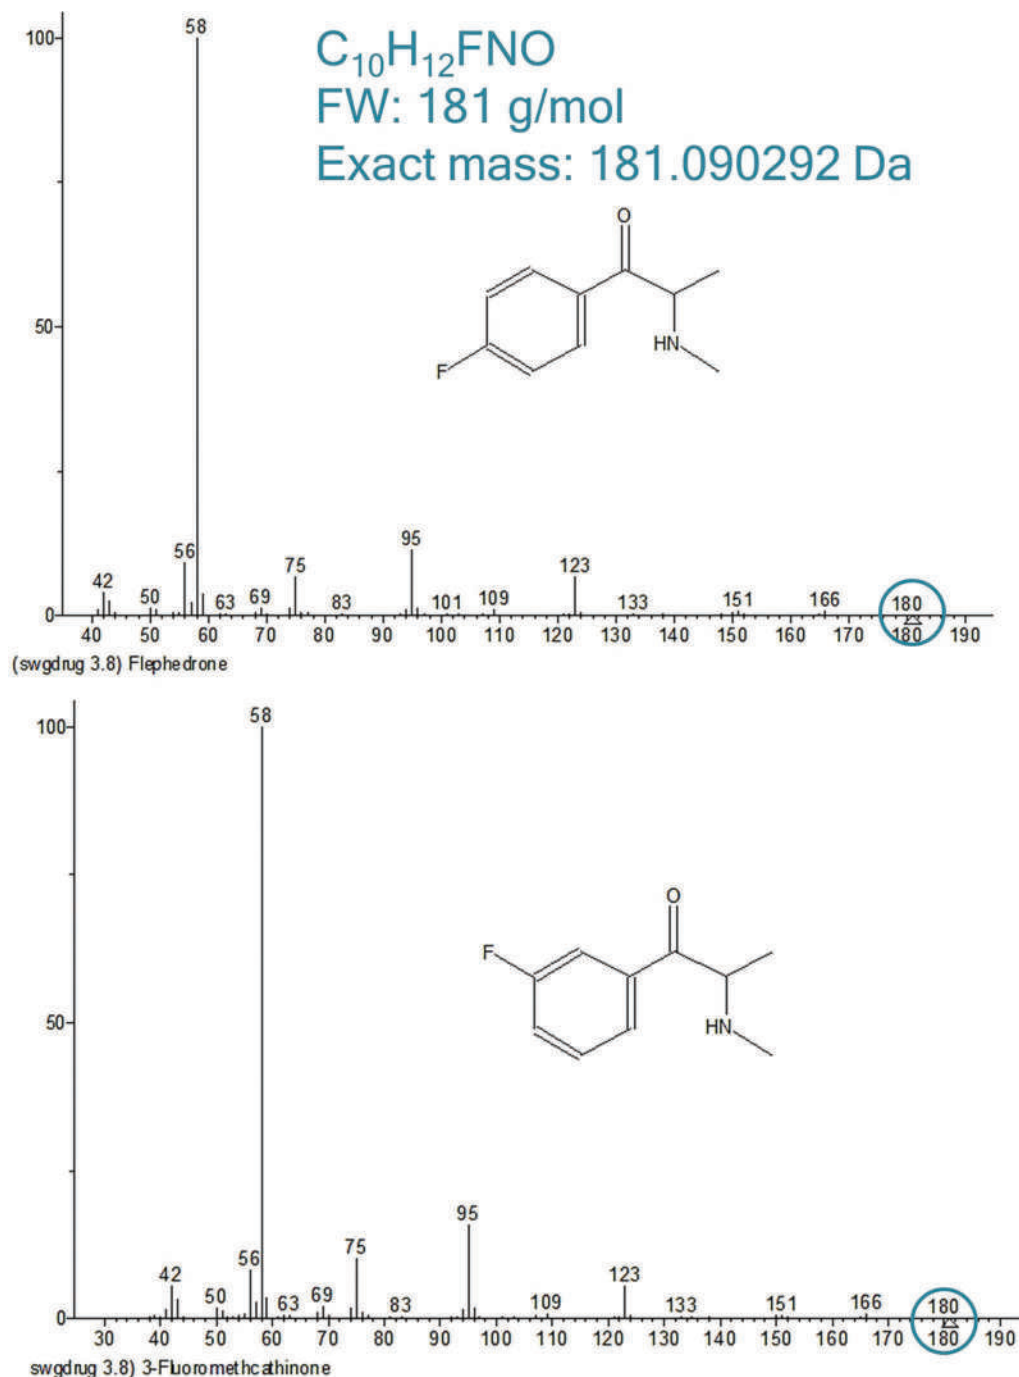 C₁₀H₁₂FNO
FW: 181 g/mol
Exact mass: 181.090292 Da
100
50
0
58
O
HN
F
42
50
56
63
69
75
83
95
101
109
123
133
151
166
180
40 50 60 70 80 90 100 110 120 130 140 150 160 170 180 190
(swgdrug 3.8) Flephedrone
100
50
0
58
O
F
HN
42
50
56
63
69
75
83
95
109
123
133
151
166
180
30 40 50 60 70 80 90 100 110 120 130 140 150 160 170 180 190
swgdrug 3.8) 3-Fluoromethcathinone